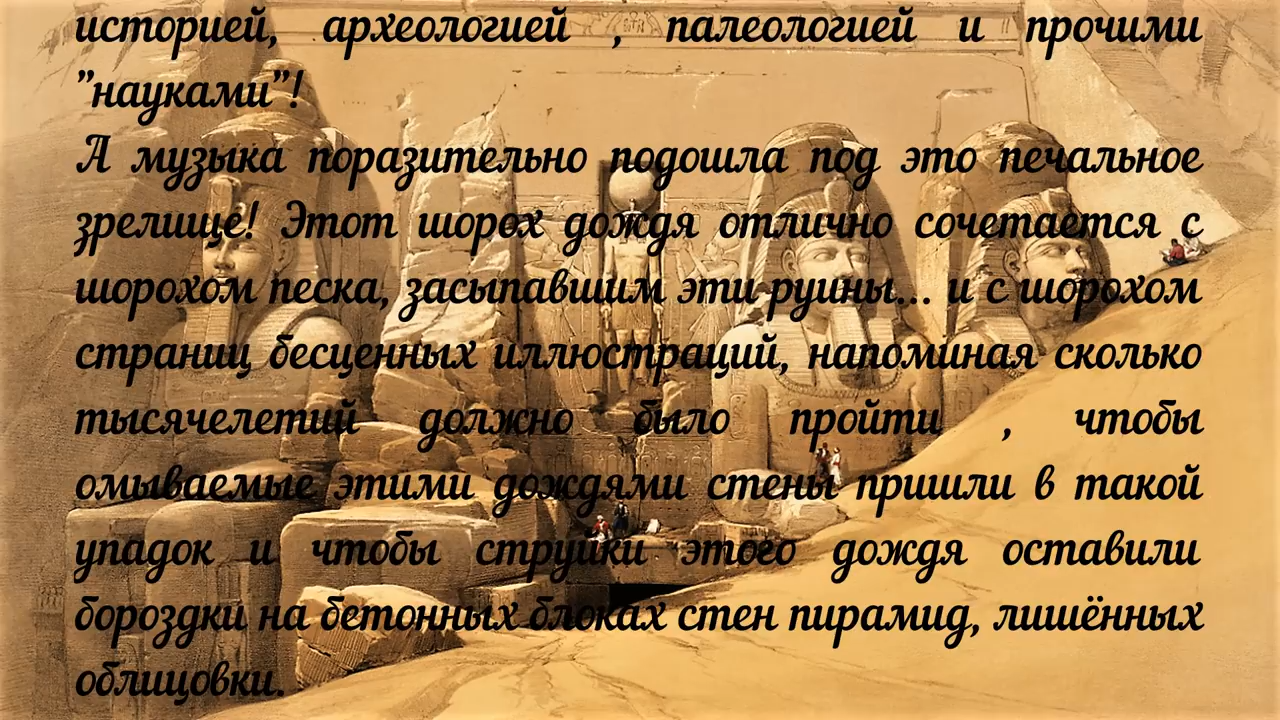 историей, археологией , палеологией и прочими
"науками"!
А музыка поразительно подошла под это печальное
зрелище! Этот шорох дождя отлично сочетается с
шорохом песка, засыпавшим эти руины... и с шорохом
страниц бесценных иллюстраций, напоминая сколько
тысячелетий должно было пройти , чтобы
омываемые этими дождями стены пришли в такой
упадок и чтобы струйки этого дождя оставили
бороздки на бетонных блоках стен пирамид, лишённых
облицовки.